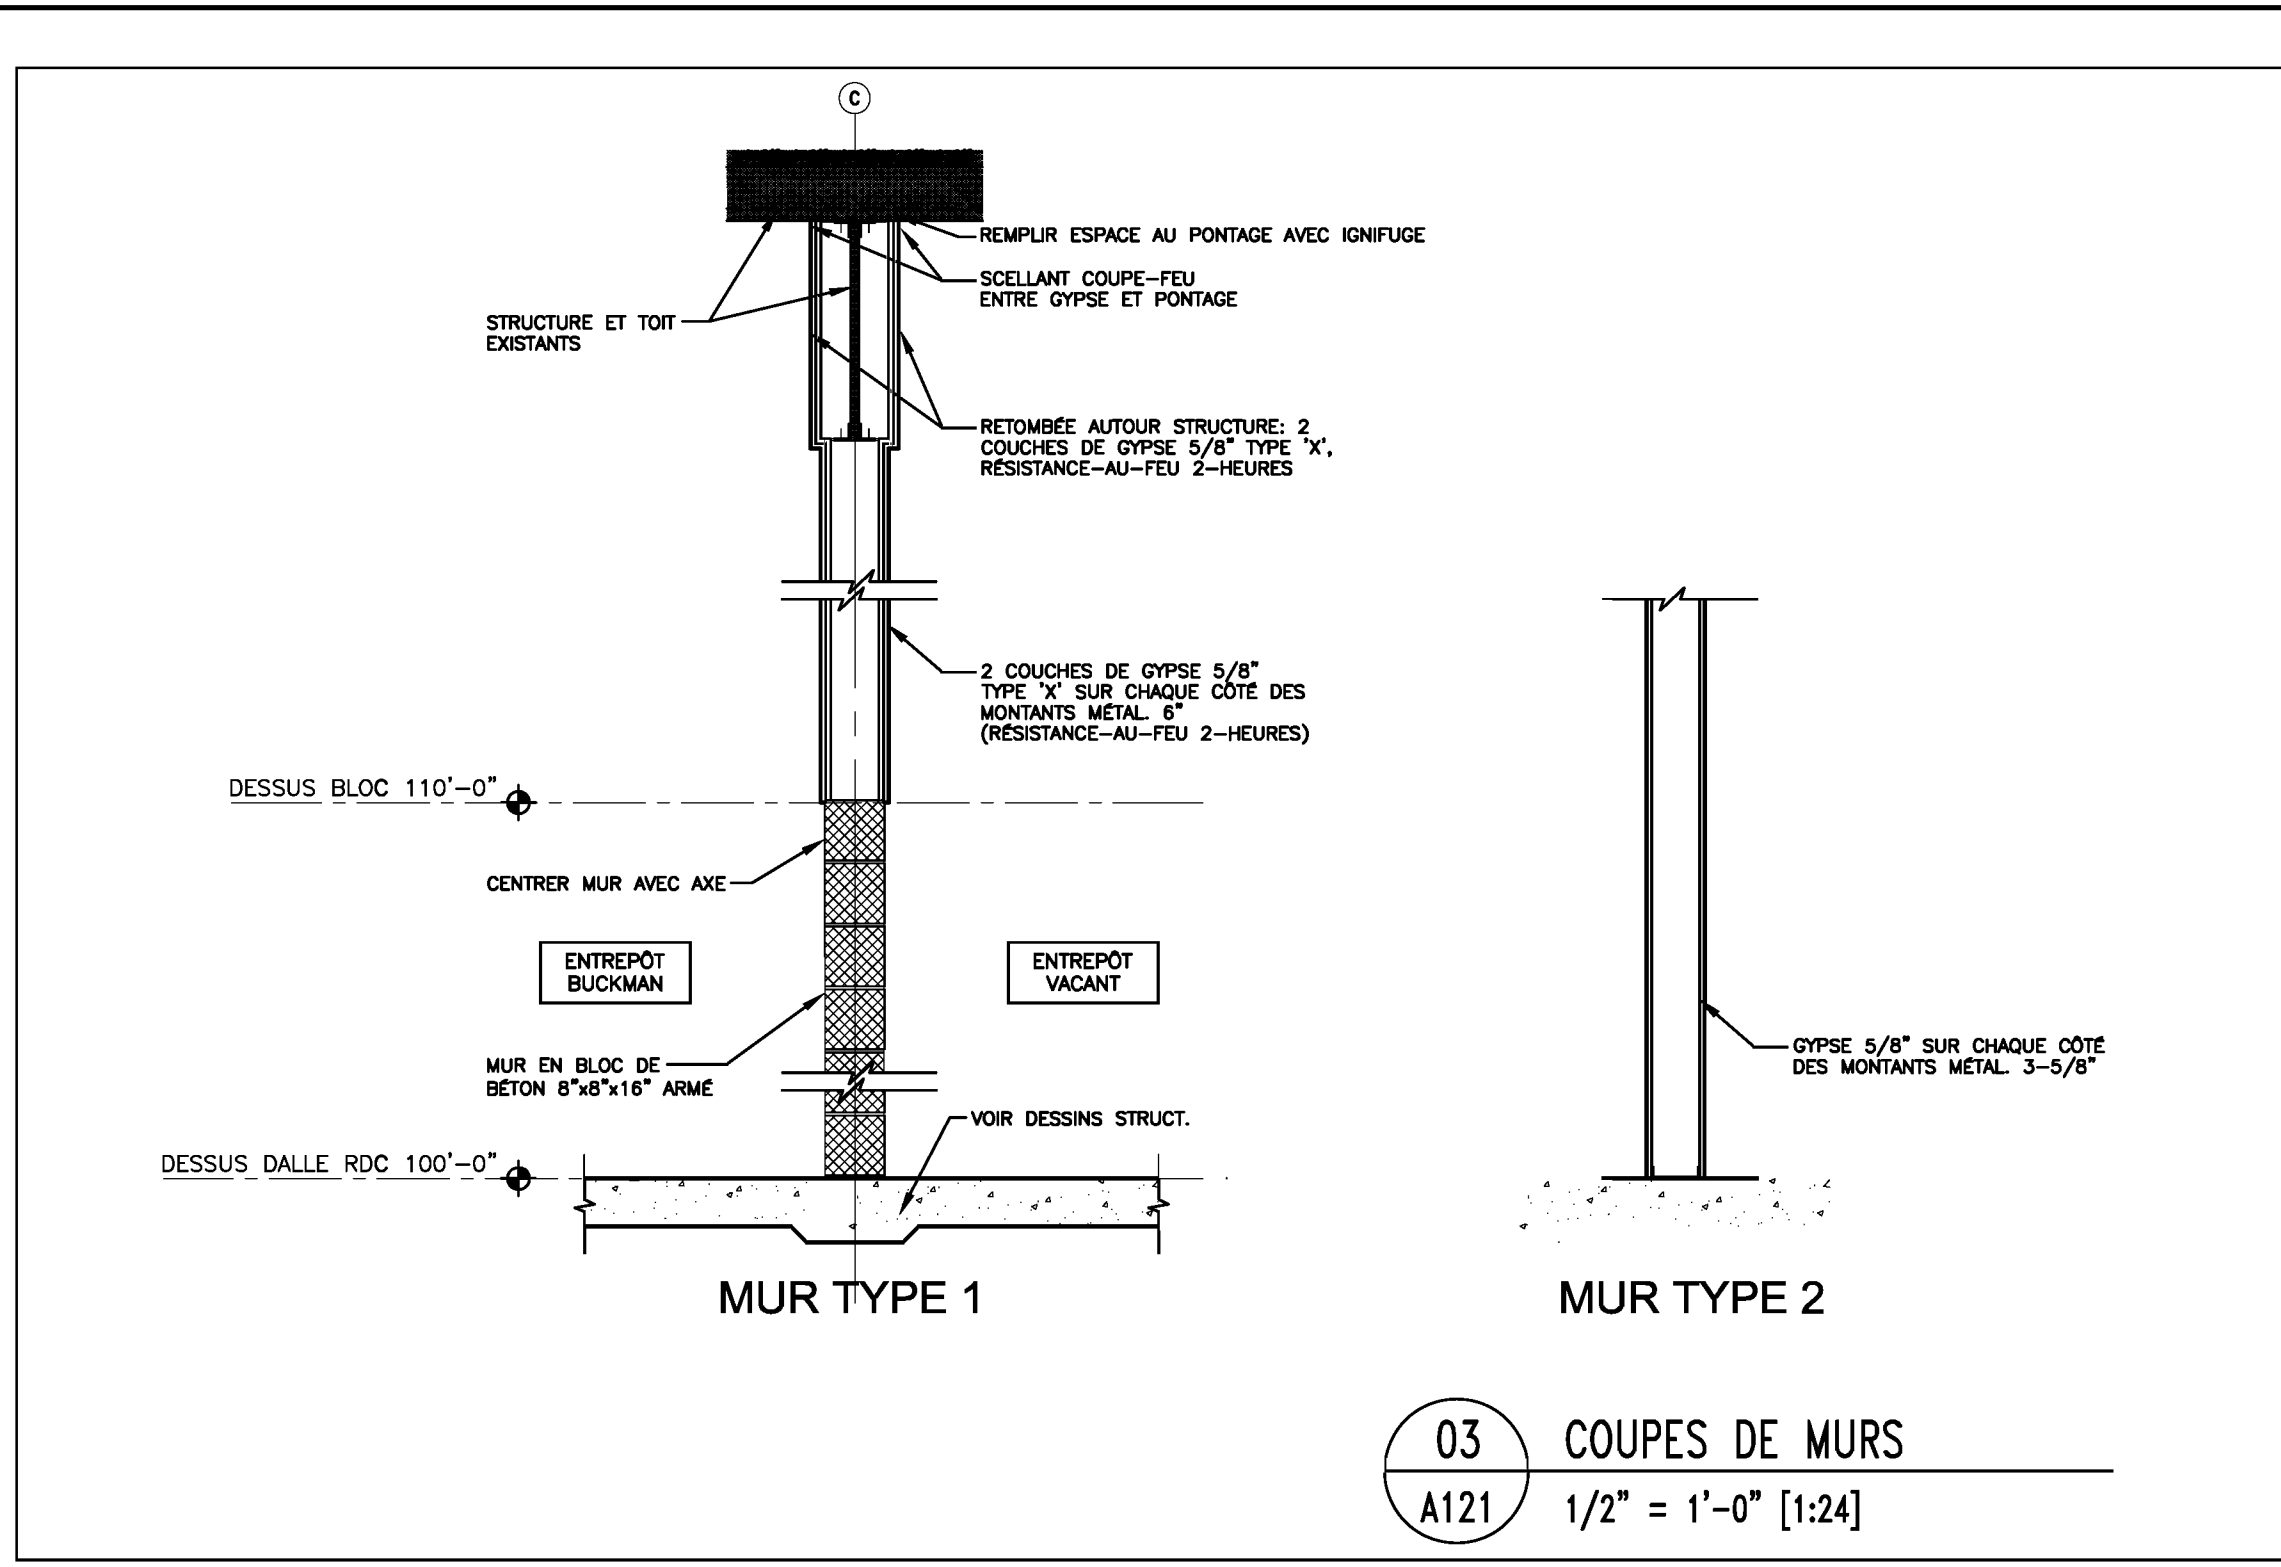 C
REMPLIR ESPACE AU PONTAGE AVEC IGNIFUGE
SCELLANT COUPE-FEU
ENTRE GYPSE ET PONTAGE
STRUCTURE ET TOIT
EXISTANTS
RETOMBÉE AUTOUR STRUCTURE: 2
COUCHES DE GYPSE 5/8" TYPE 'X',
RÉSISTANCE-AU-FEU 2-HEURES
2 COUCHES DE GYPSE 5/8"
TYPE 'X' SUR CHAQUE CÔTÉ DES
MONTANTS MÉTAL. 6"
(RÉSISTANCE-AU-FEU 2-HEURES)
DESSUS BLOC 110'-0"
CENTRER MUR AVEC AXE
ENTREPÔT
BUCKMAN
ENTREPÔT
VACANT
MUR EN BLOC DE
BÉTON 8"x8"x16" ARMÉ
VOIR DESSINS STRUCT.
DESSUS DALLE RDC 100'-0"
MUR TYPE 1
GYPSE 5/8" SUR CHAQUE CÔTÉ
DES MONTANTS MÉTAL. 3-5/8"
MUR TYPE 2
03
COUPES DE MURS
A121
1/2" = 1'-0" [1:24]